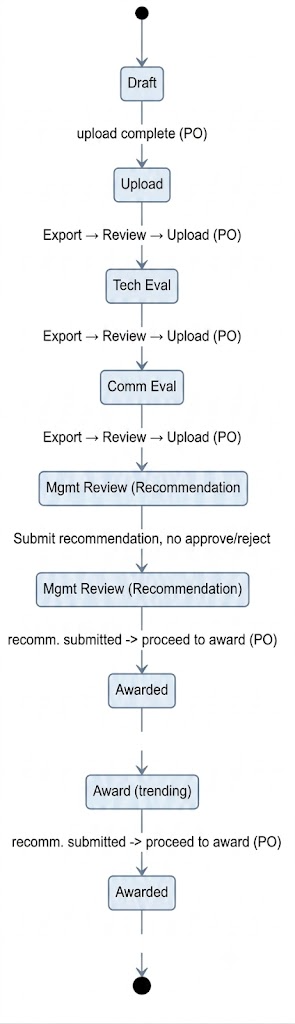 Draft
upload complete (PO)
Upload
Export → Review → Upload (PO)
Tech Eval
Export → Review → Upload (PO)
Comm Eval
Export → Review → Upload (PO)
Mgmt Review (Recommendation
Submit recommendation, no approve/reject
Mgmt Review (Recommendation)
recomm. submitted -> proceed to award (PO)
Awarded
Award (trending)
recomm. submitted -> proceed to award (PO)
Awarded